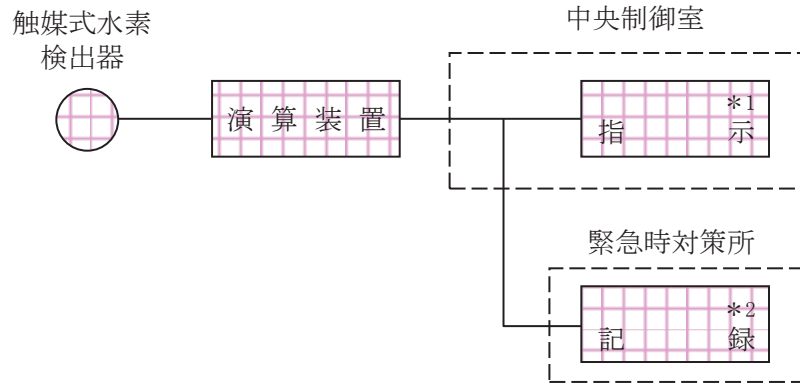 触媒式水素
検出器
演算装置
中央制御室
*1
指示
緊急時対策所
*2
記録